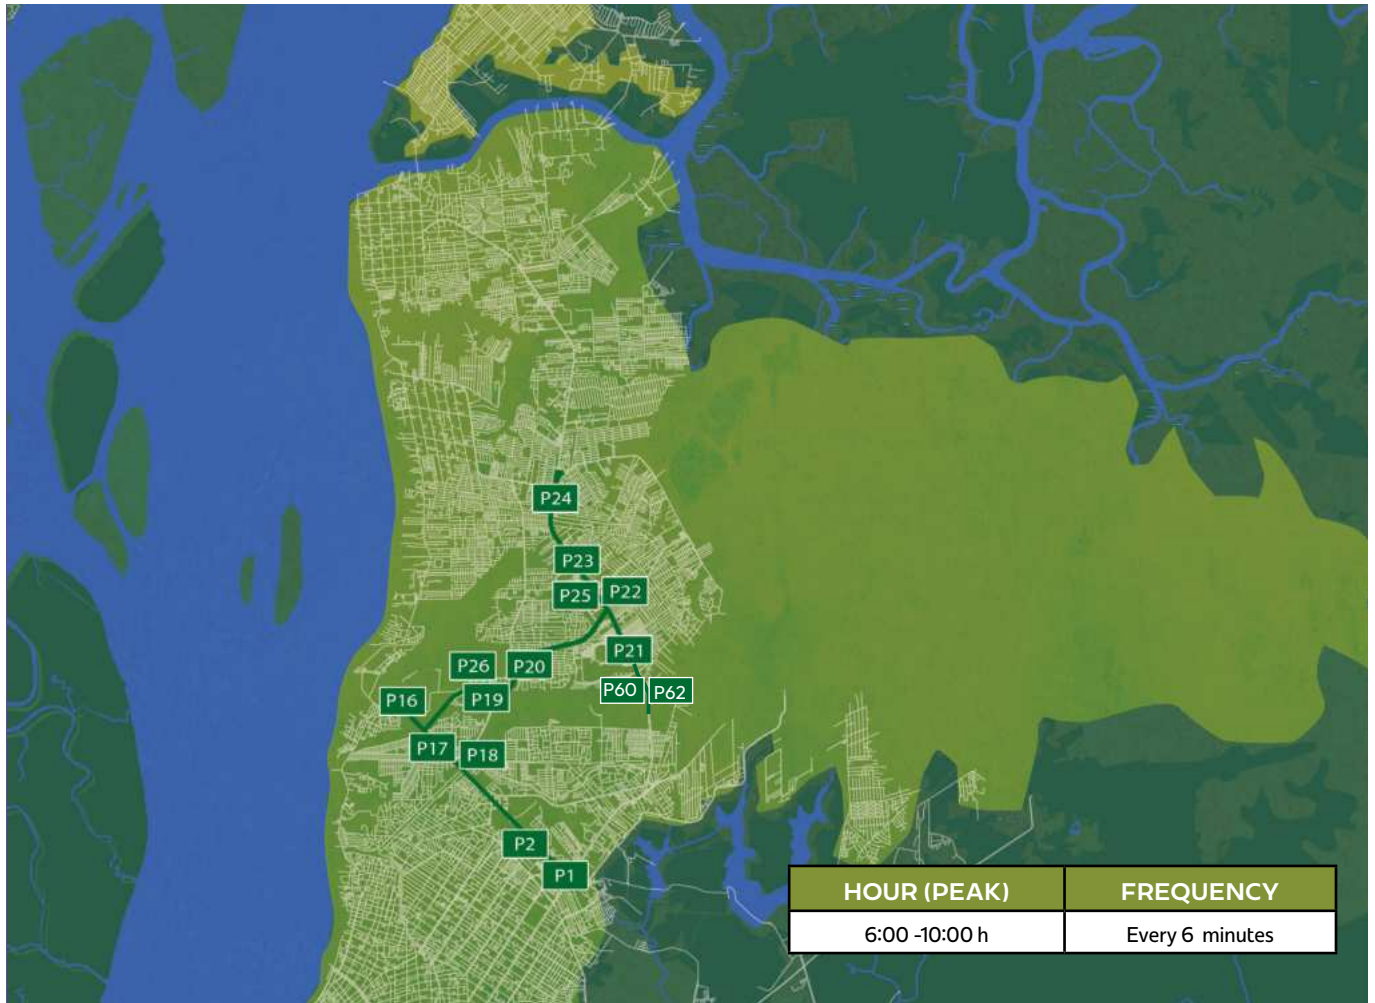 P24
P23
P25
P22
P21
P26
P20
P60
P62
P16
P19
P17
P18
P2
P1
HOUR (PEAK)
FREQUENCY
6:00 -10:00 h
Every 6 minutes